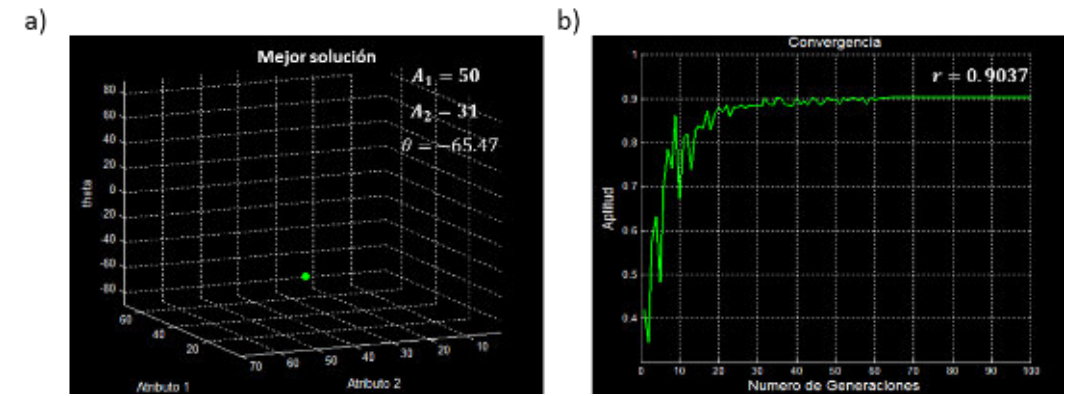 a)
Mejor solución
A₁ = 50
A₂ = 31
θ = −65.47
80
60
40
20
0
-20
-40
-60
-80
theta
60
40
20
Atributo 1
70
60
50
40
30
20
10
Atributo 2
b)
Convergencia
r = 0.9037
1
0.9
0.8
0.7
0.6
0.5
0.4
Aptitud
0
10
20
30
40
50
60
70
80
90
100
Numero de Generaciones